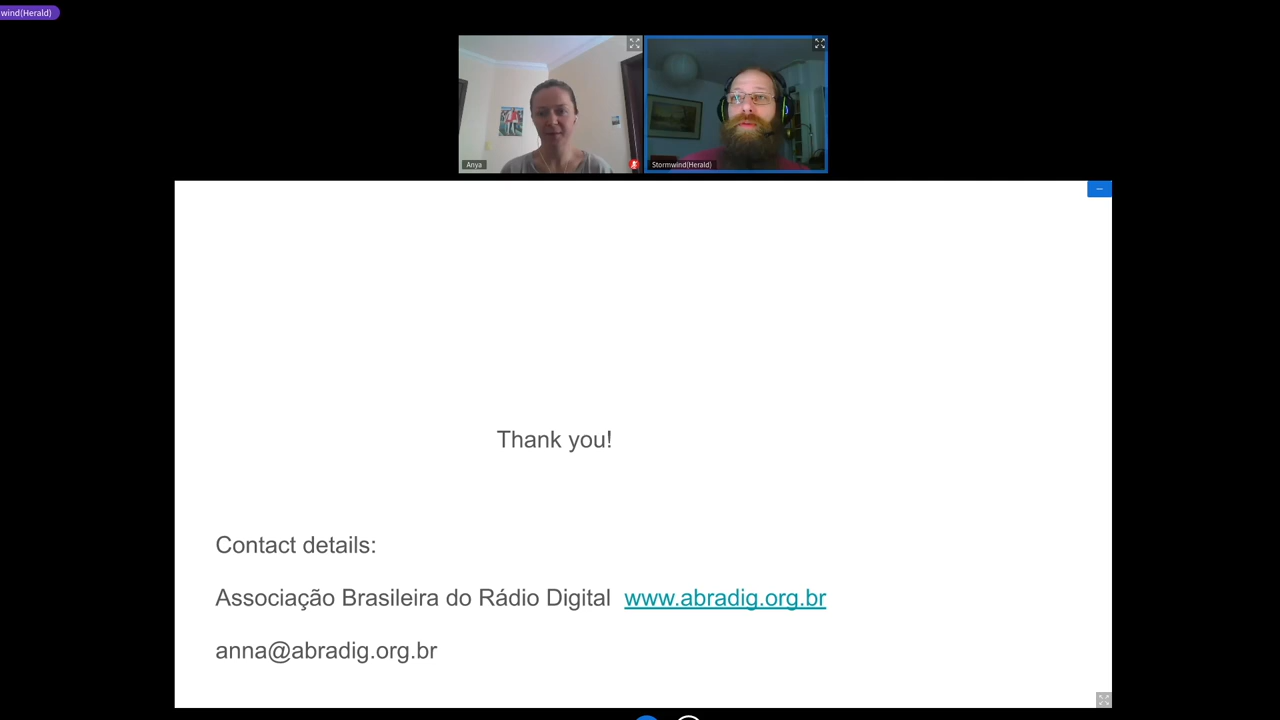 wind(Herald)
Anya
Stormwind(Herald)
Thank you!
Contact details:
Associação Brasileira do Rádio Digital www.abradig.org.br
anna@abradig.org.br